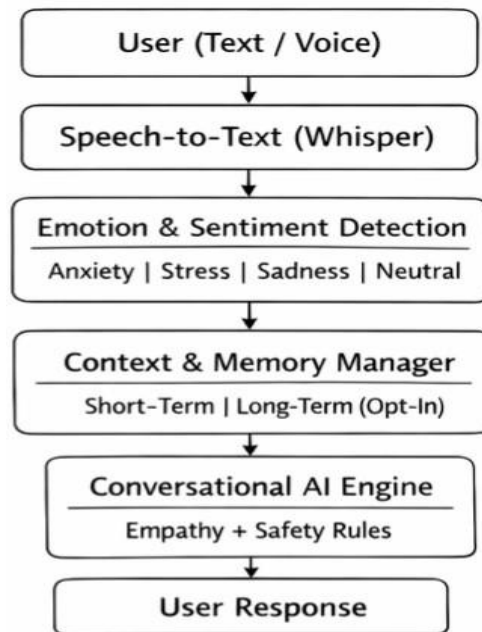 User (Text / Voice)
Speech-to-Text (Whisper)
Emotion & Sentiment Detection
Anxiety | Stress | Sadness | Neutral
Context & Memory Manager
Short-Term | Long-Term (Opt-In)
Conversational AI Engine
Empathy + Safety Rules
User Response